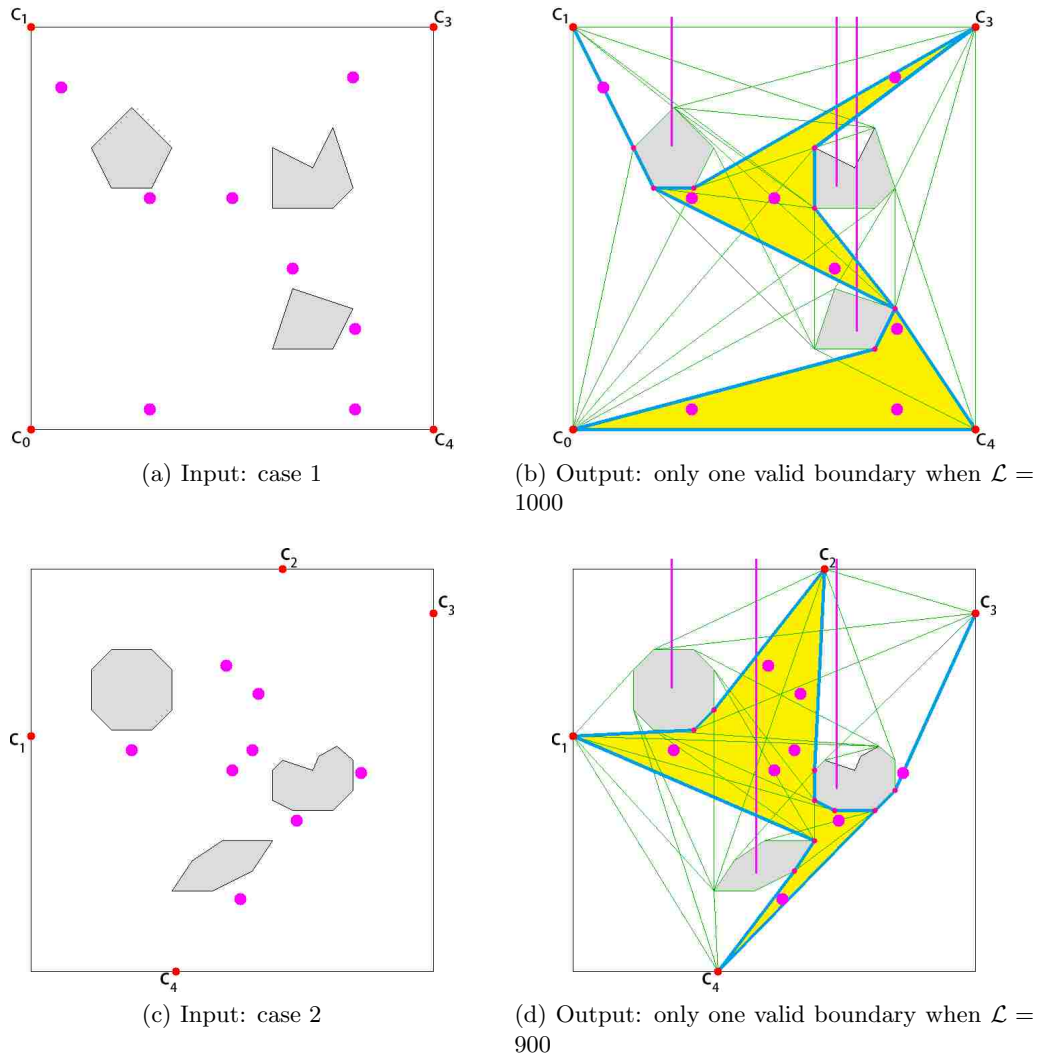 C1 C3 C1 C3
C0 C4 C0 C4
(a) Input: case 1
(b) Output: only one valid boundary when ℒ =
1000
C2 C2
C3 C3
C1 C1
C4 C4
(c) Input: case 2
(d) Output: only one valid boundary when ℒ =
900